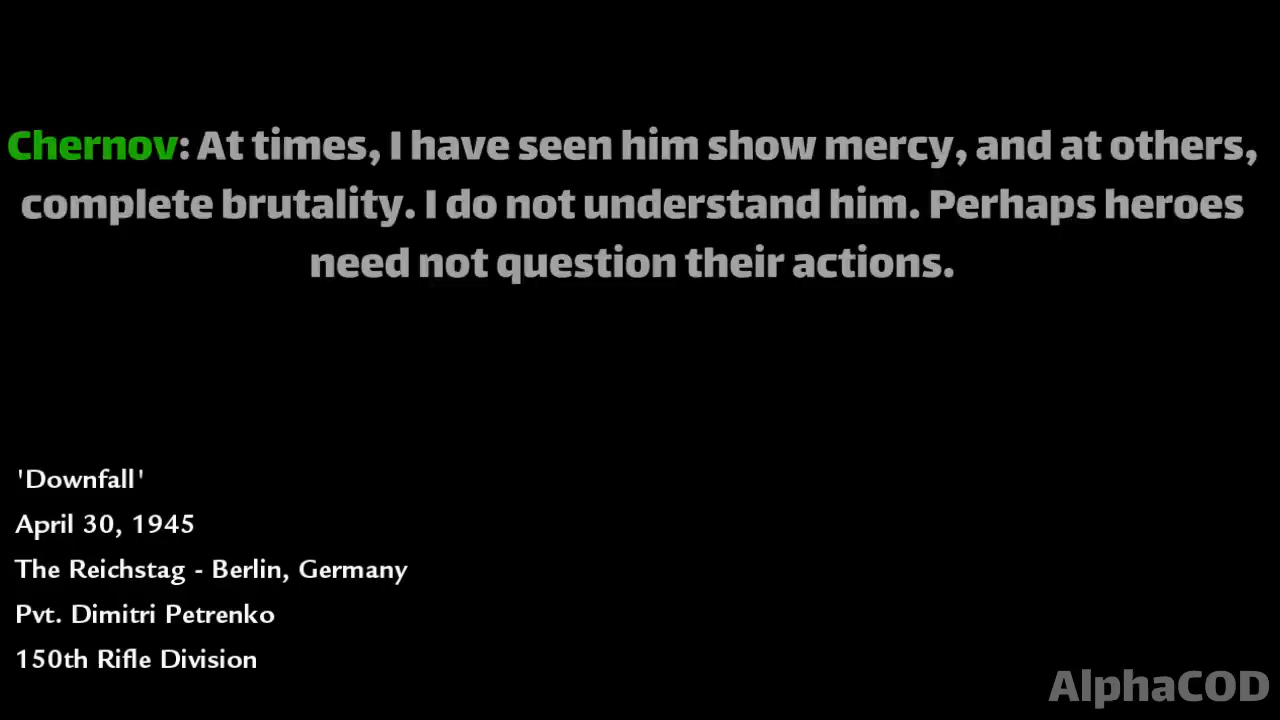 Chernov: At times, I have seen him show mercy, and at others,
complete brutality. I do not understand him. Perhaps heroes
need not question their actions.
'Downfall'
April 30, 1945
The Reichstag - Berlin, Germany
Pvt. Dimitri Petrenko
150th Rifle Division
AlphaCOD